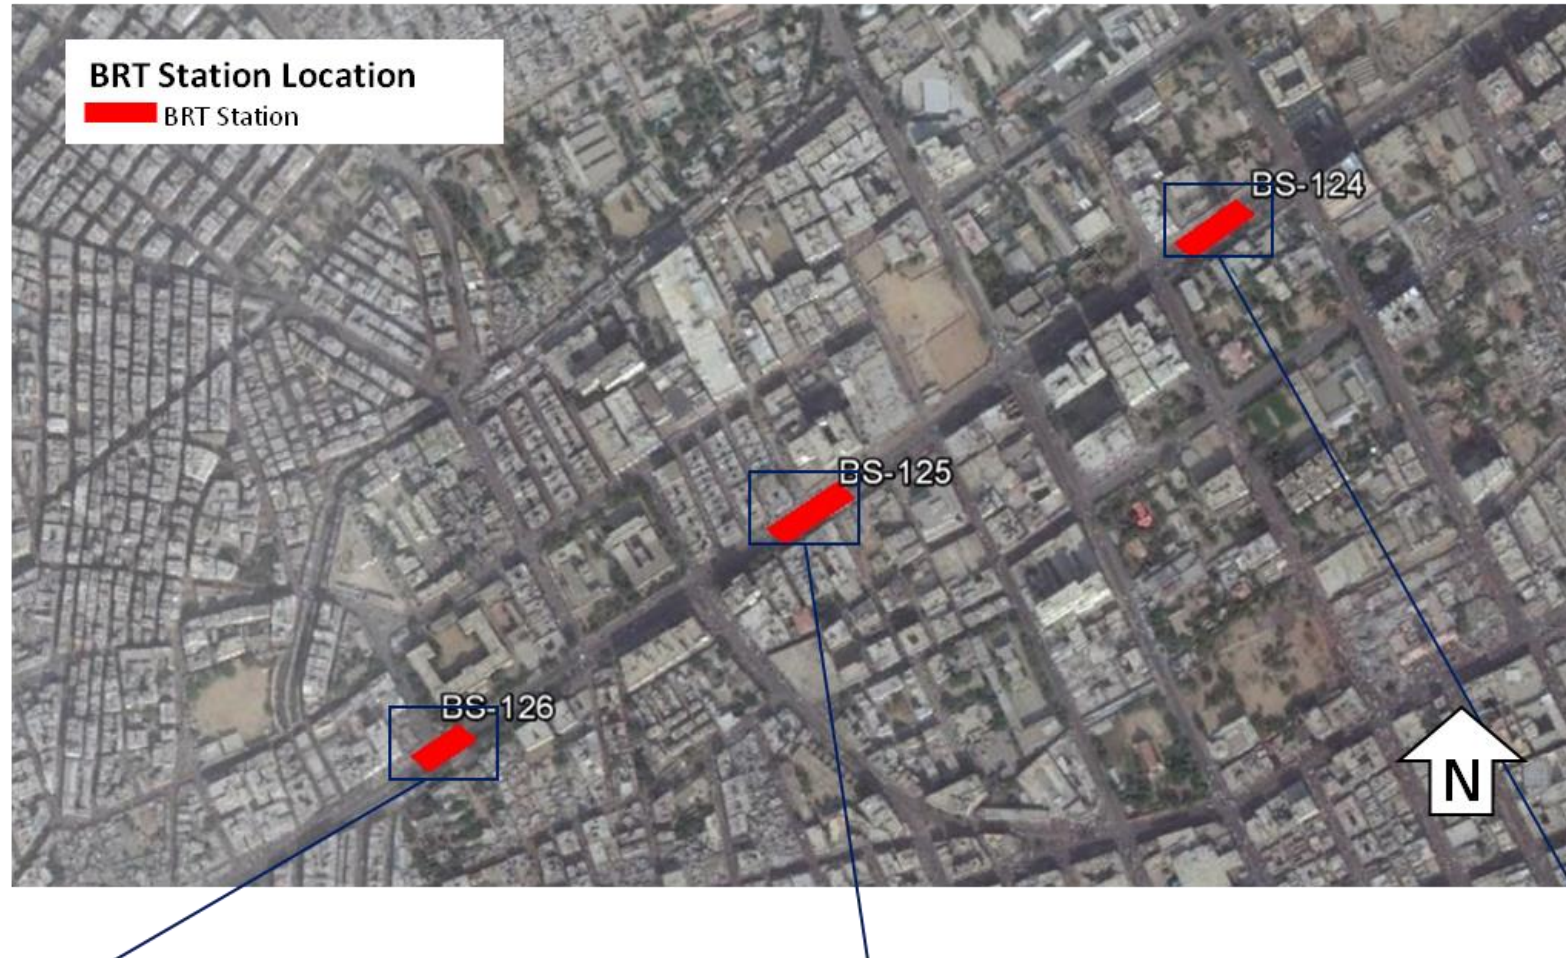 BRT Station Location
BRT Station
BS-124
BS-125
BS-126
N